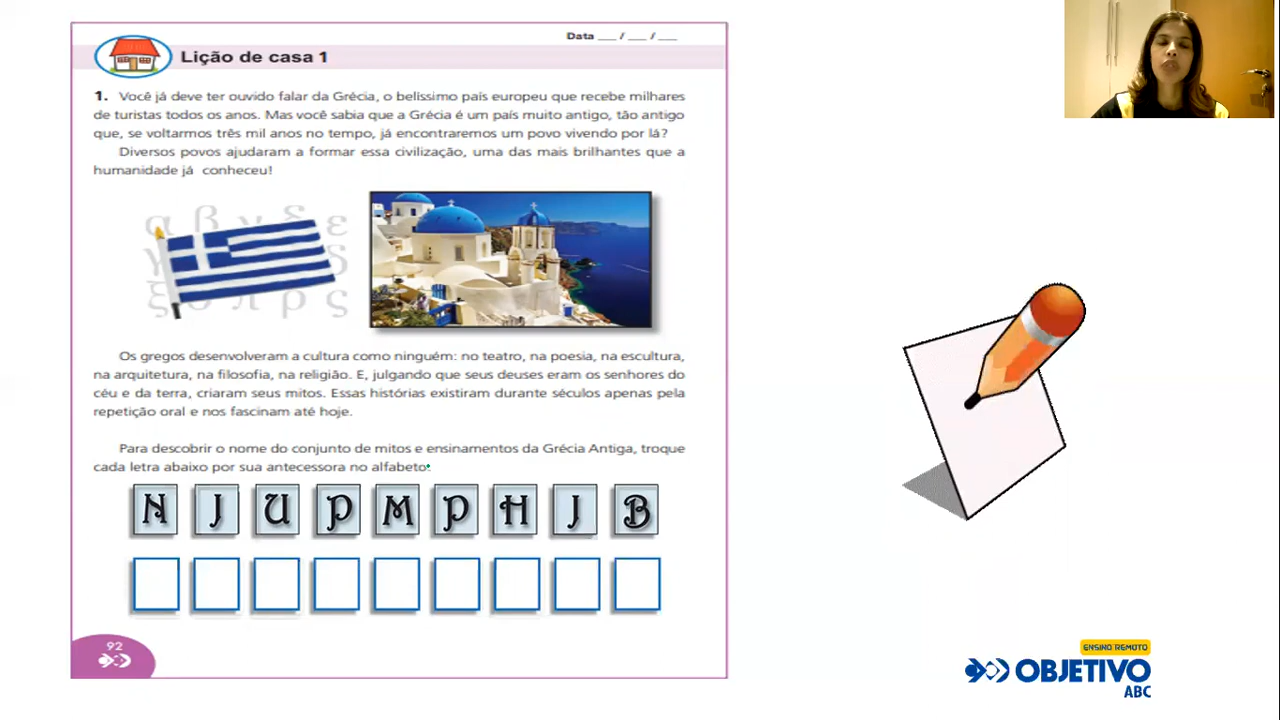 Data ___ / ___ / ___
Lição de casa 1
1. Você já deve ter ouvido falar da Grécia, o belíssimo país europeu que recebe milhares
de turistas todos os anos. Mas você sabia que a Grécia é um país muito antigo, tão antigo
que, se voltarmos três mil anos no tempo, já encontraremos um povo vivendo por lá?
Diversos povos ajudaram a formar essa civilização, uma das mais brilhantes que a
humanidade já conheceu!
α β γ δ ε
ς
Os gregos desenvolveram a cultura como ninguém: no teatro, na poesia, na escultura,
na arquitetura, na filosofia, na religião. E, julgando que seus deuses eram os senhores do
céu e da terra, criaram seus mitos. Essas histórias existiram durante séculos apenas pela
repetição oral e nos fascinam até hoje.
Para descobrir o nome do conjunto de mitos e ensinamentos da Grécia Antiga, troque
cada letra abaixo por sua antecessora no alfabeto:
N J U P M P H J B
92
ENSINO REMOTO
OBJETIVO
ABC